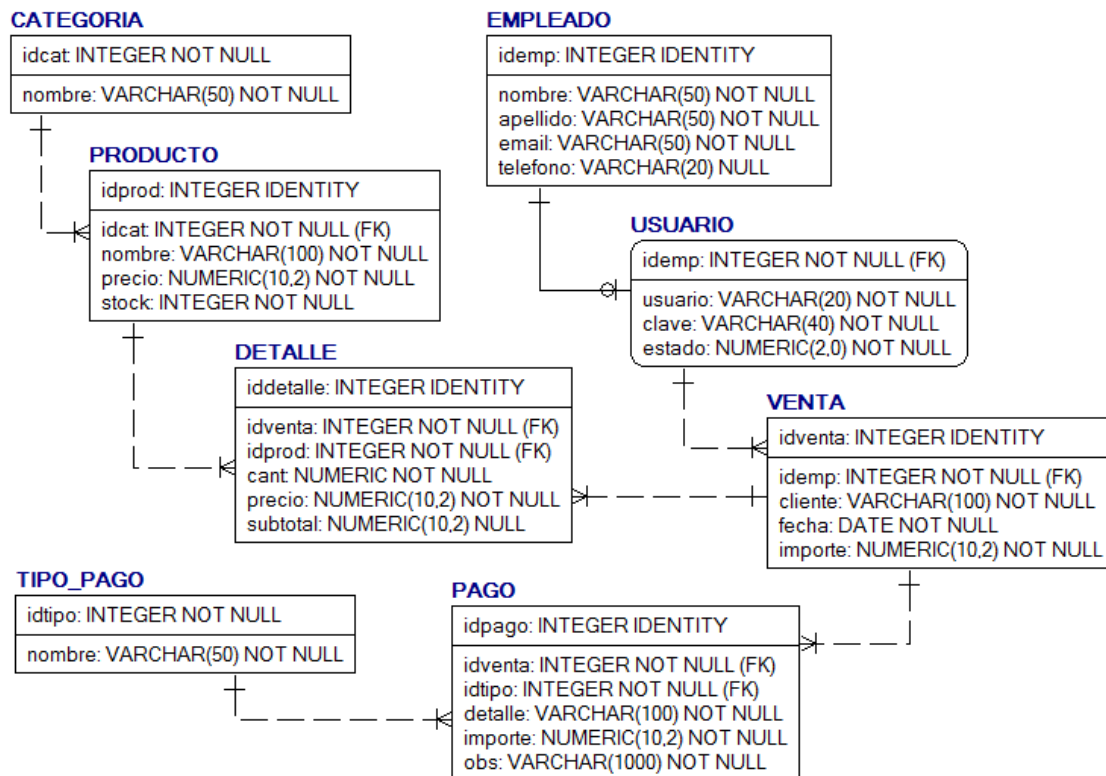 CATEGORIA
idcat: INTEGER NOT NULL
nombre: VARCHAR(50) NOT NULL
EMPLEADO
idemp: INTEGER IDENTITY
nombre: VARCHAR(50) NOT NULL
apellido: VARCHAR(50) NOT NULL
email: VARCHAR(50) NOT NULL
telefono: VARCHAR(20) NULL
PRODUCTO
idprod: INTEGER IDENTITY
idcat: INTEGER NOT NULL (FK)
nombre: VARCHAR(100) NOT NULL
precio: NUMERIC(10,2) NOT NULL
stock: INTEGER NOT NULL
USUARIO
idemp: INTEGER NOT NULL (FK)
usuario: VARCHAR(20) NOT NULL
clave: VARCHAR(40) NOT NULL
estado: NUMERIC(2,0) NOT NULL
DETALLE
iddetalle: INTEGER IDENTITY
idventa: INTEGER NOT NULL (FK)
idprod: INTEGER NOT NULL (FK)
cant: NUMERIC NOT NULL
precio: NUMERIC(10,2) NOT NULL
subtotal: NUMERIC(10,2) NULL
VENTA
idventa: INTEGER IDENTITY
idemp: INTEGER NOT NULL (FK)
cliente: VARCHAR(100) NOT NULL
fecha: DATE NOT NULL
importe: NUMERIC(10,2) NOT NULL
TIPO_PAGO
idtipo: INTEGER NOT NULL
nombre: VARCHAR(50) NOT NULL
PAGO
idpago: INTEGER IDENTITY
idventa: INTEGER NOT NULL (FK)
idtipo: INTEGER NOT NULL (FK)
detalle: VARCHAR(100) NOT NULL
importe: NUMERIC(10,2) NOT NULL
obs: VARCHAR(1000) NOT NULL